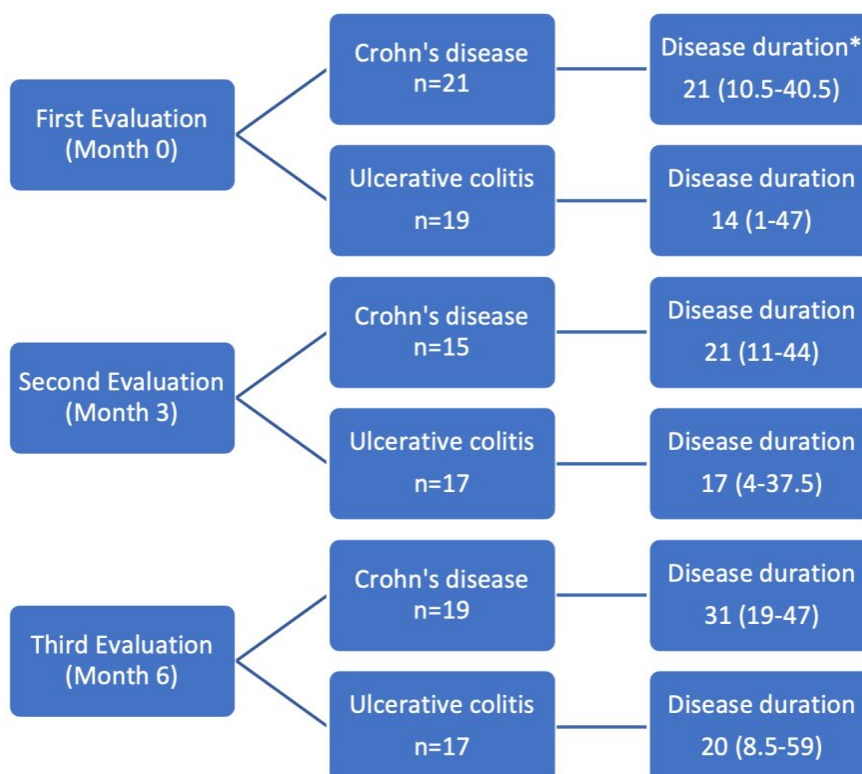 First Evaluation
(Month 0)
Crohn's disease
n=21
Disease duration*
21 (10.5-40.5)
Ulcerative colitis
n=19
Disease duration
14 (1-47)
Second Evaluation
(Month 3)
Crohn's disease
n=15
Disease duration
21 (11-44)
Ulcerative colitis
n=17
Disease duration
17 (4-37.5)
Third Evaluation
(Month 6)
Crohn's disease
n=19
Disease duration
31 (19-47)
Ulcerative colitis
n=17
Disease duration
20 (8.5-59)